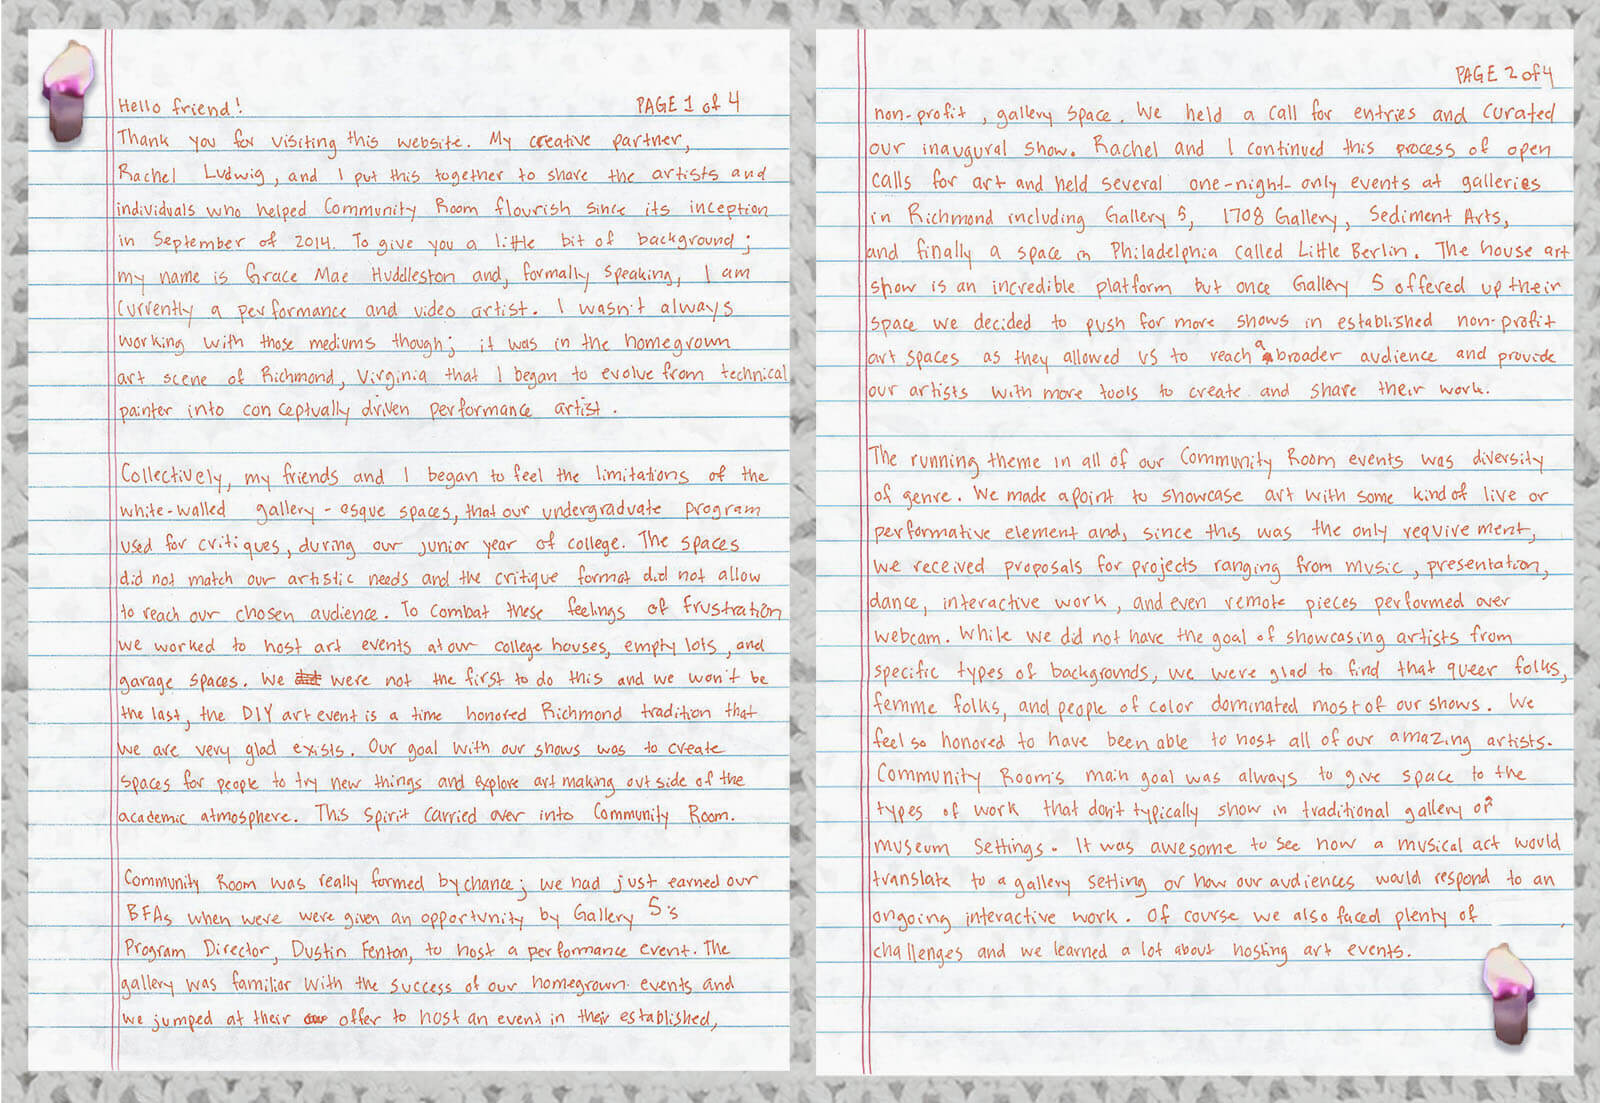 Hello friend!
PAGE 1 of 4
Thank you for visiting this website. My creative partner,
Rachel Ludwig, and I put this together to share the artists and
individuals who helped Community Room flourish since its inception
in September of 2014. To give you a little bit of background;
my name is Grace Mae Huddleston and, formally speaking, I am
currently a performance and video artist. I wasn't always
working with those mediums though; it was in the homegrown
art scene of Richmond, Virginia that I began to evolve from technical
painter into conceptually driven performance artist.
Collectively, my friends and I began to feel the limitations of the
white-walled gallery-esque spaces, that our undergraduate program
used for critiques, during our junior year of college. The spaces
did not match our artistic needs and the critique format did not allow
to reach our chosen audience. To combat these feelings of frustration
we worked to host art events at our college houses, empty lots, and
garage spaces. We were not the first to do this and we won't be
the last, the DIY art event is a time honored Richmond tradition that
we are very glad exists. Our goal with our shows was to create
spaces for people to try new things and explore art making outside of the
academic atmosphere. This spirit carried over into Community Room.
Community Room was really formed by chance; we had just earned our
BFAs when were were given an opportunity by Gallery 5's
Program Director, Dustin Fenton, to host a performance event. The
gallery was familiar with the success of our homegrown events and
we jumped at their offer to host an event in their established,
PAGE 2 of 4
non-profit, gallery space. We held a call for entries and curated
our inaugural show. Rachel and I continued this process of open
calls for art and held several one-night-only events at galleries
in Richmond including Gallery 5, 1708 Gallery, Sediment Arts,
and finally a space in Philadelphia called Little Berlin. The house art
show is an incredible platform but once Gallery 5 offered up their
space we decided to push for more shows in established non-profit
art spaces as they allowed us to reach a broader audience and provide
our artists with more tools to create and share their work.
The running theme in all of our Community Room events was diversity
of genre. We made a point to showcase art with some kind of live or
performative element and, since this was the only requirement,
we received proposals for projects ranging from music, presentation,
dance, interactive work, and even remote pieces performed over
webcam. While we did not have the goal of showcasing artists from
specific types of backgrounds, we were glad to find that queer folks,
femme folks, and people of color dominated most of our shows. We
feel so honored to have been able to host all of our amazing artists.
Community Room's main goal was always to give space to the
types of work that don't typically show in traditional gallery or
museum settings. It was awesome to see how a musical act would
translate to a gallery setting or how our audiences would respond to an
ongoing interactive work. Of course we also faced plenty of
challenges and we learned a lot about hosting art events.